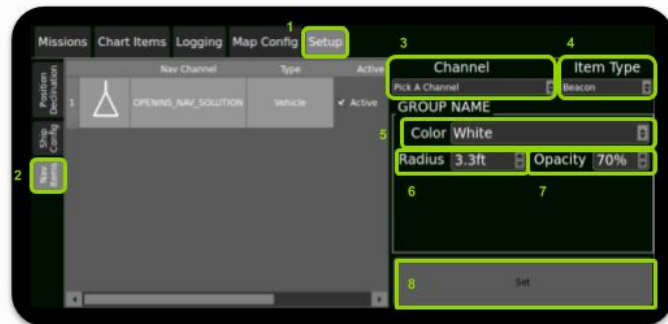 1
Missions Chart Items Logging Map Config Setup
3
4
Channel
Item Type
Nav Channel Type Active
Pick A Channel
Beacon
Position
Declination
1 OPENINS_NAV_SOLUTION Vehicle ✔ Active
GROUP NAME
Ship
Config
5
Color White
2
Nav
Items
Radius 3.3ft Opacity 70%
6
7
8
Set